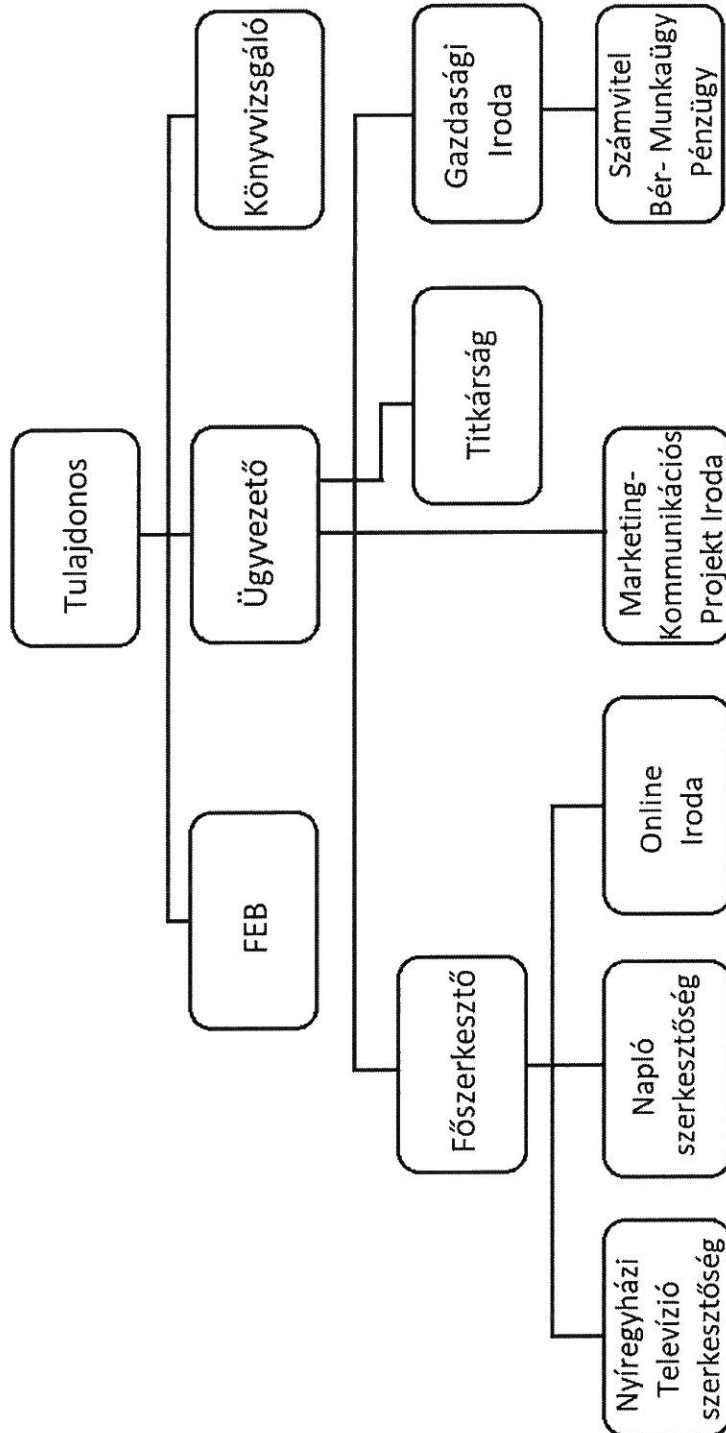 Tulajdonos
FEB
Ügyvezető
Könyvvizsgáló
Főszerkesztő
Titkárság
Gazdasági
Iroda
Nyíregyházi
Televízió
szerkesztőség
Napló
szerkesztőség
Online
Iroda
Marketing-
Kommunikációs
Projekt Iroda
Számvitel
Bér- Munkaügy
Pénzügy